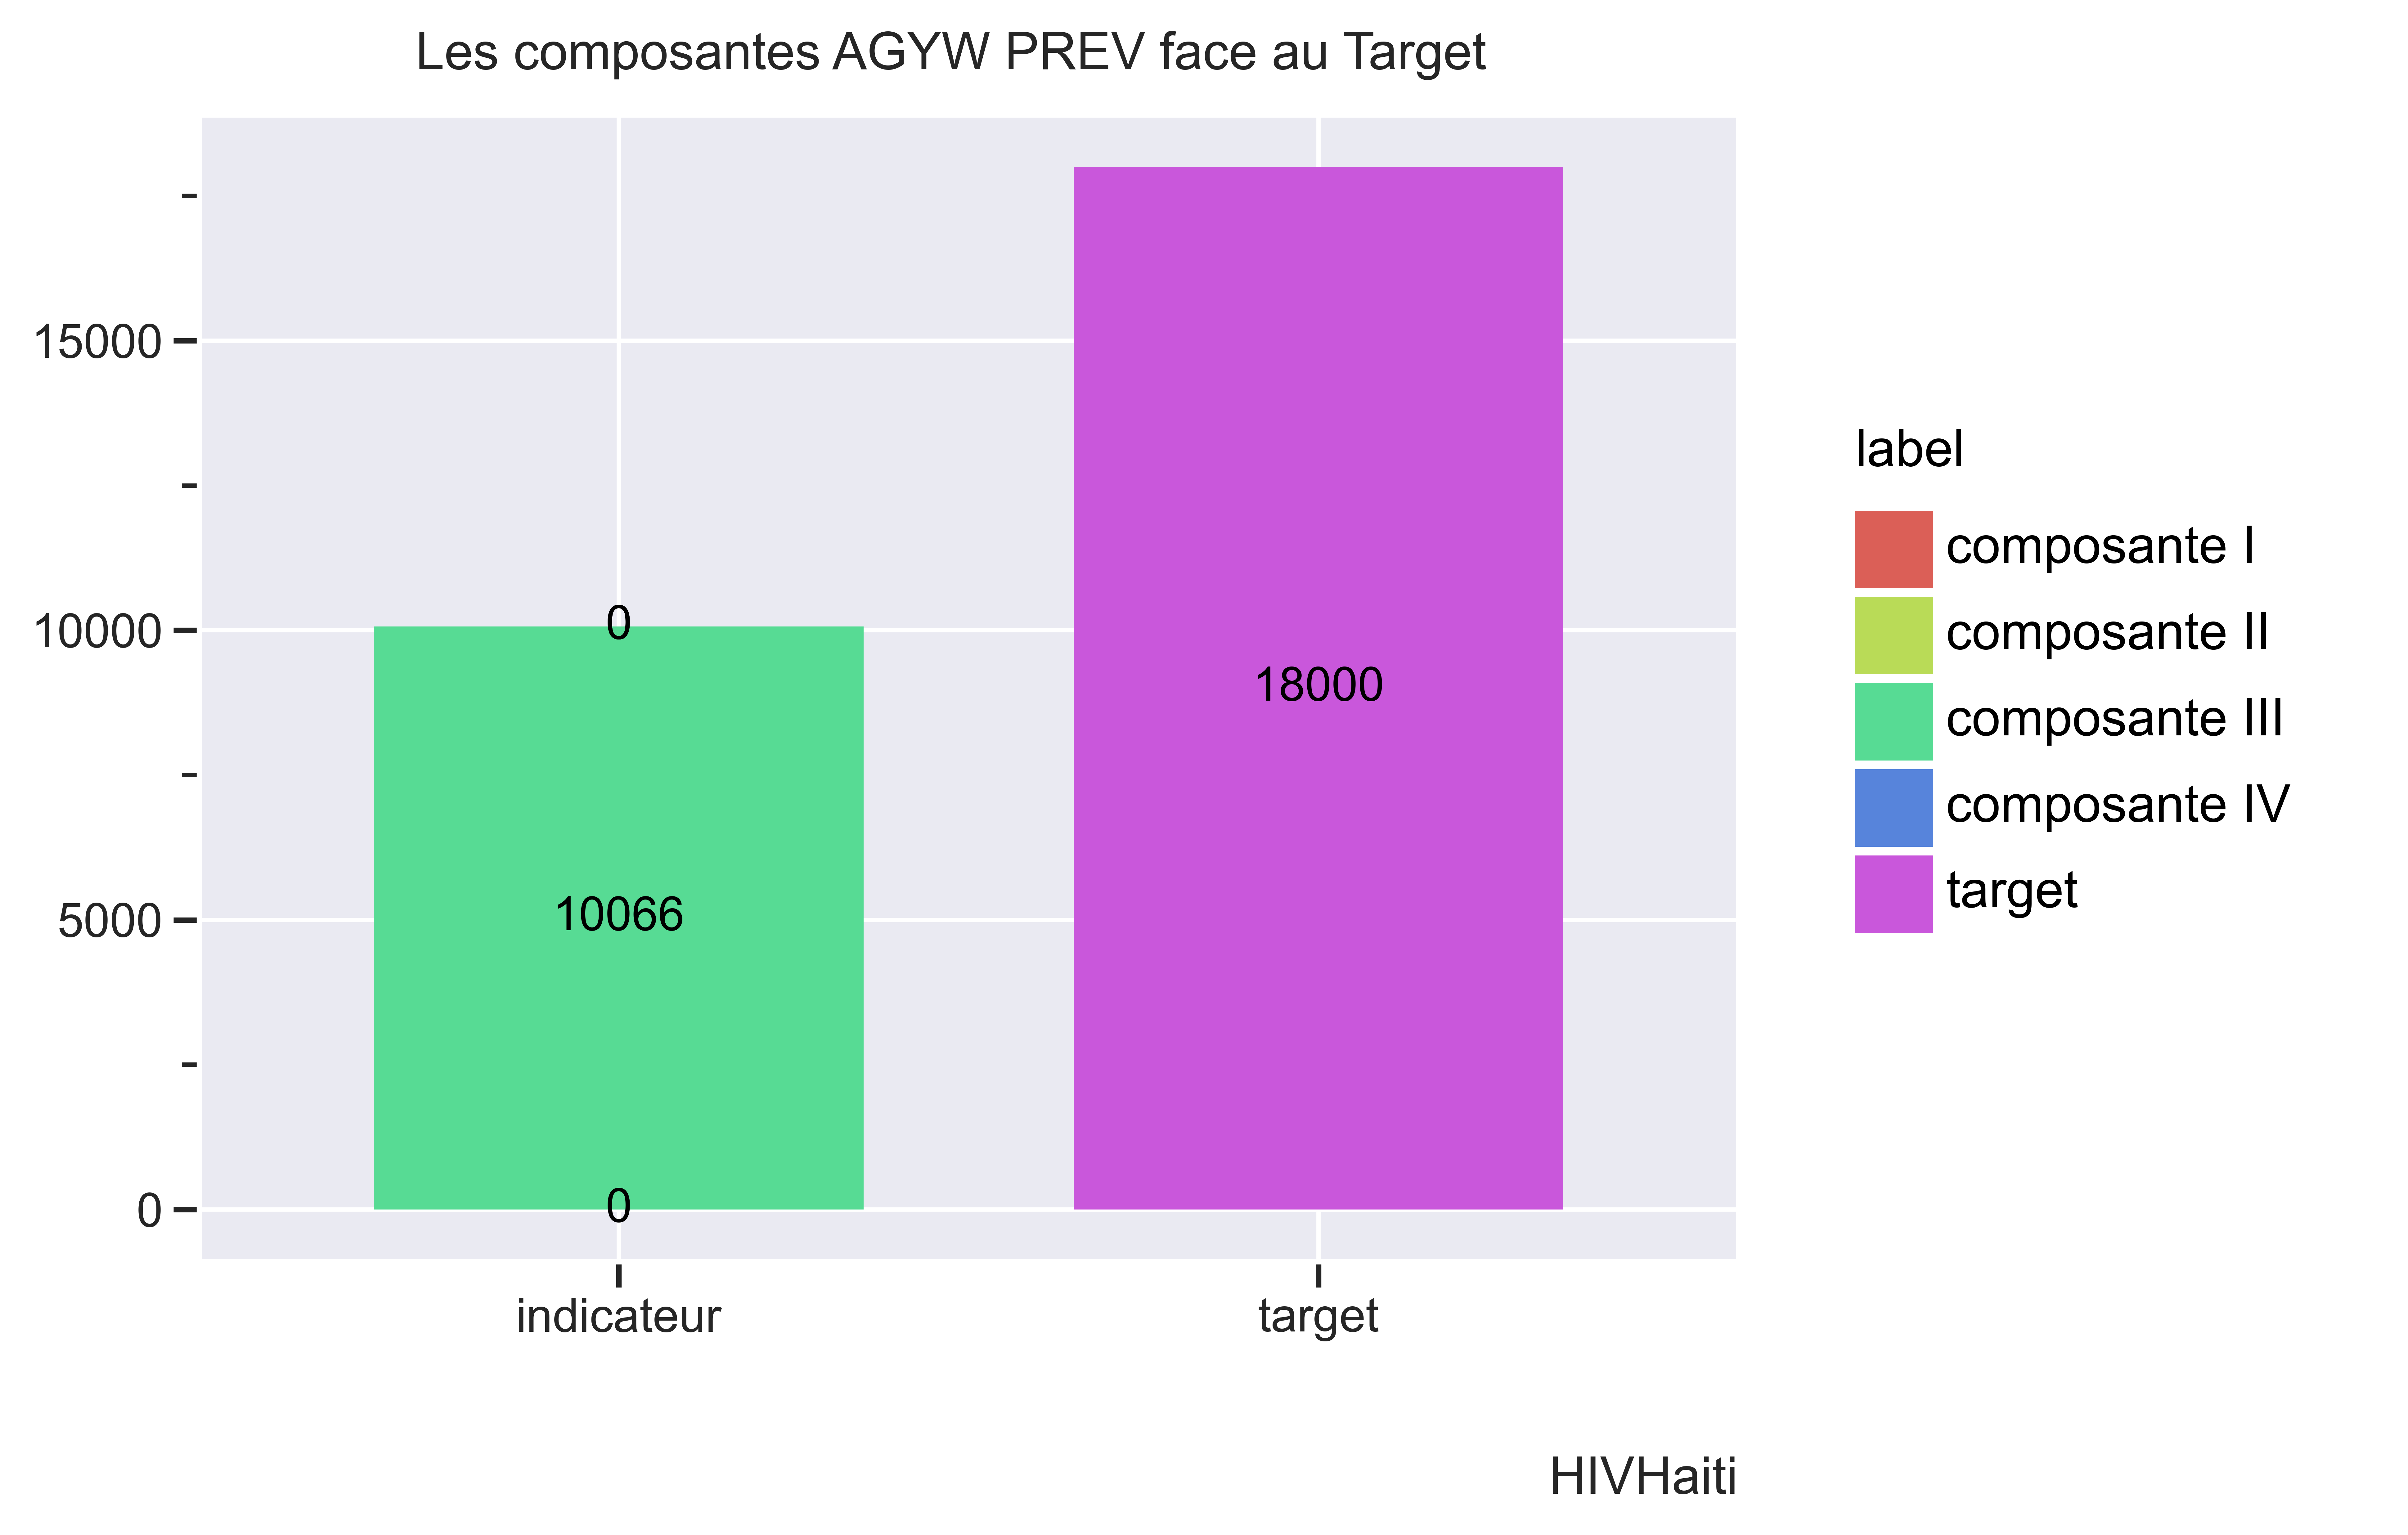 Les composantes AGYW PREV face au Target
15000
10000
5000
0
0
10066
0
18000
indicateur
target
label
composante I
composante II
composante III
composante IV
target
HIVHaiti